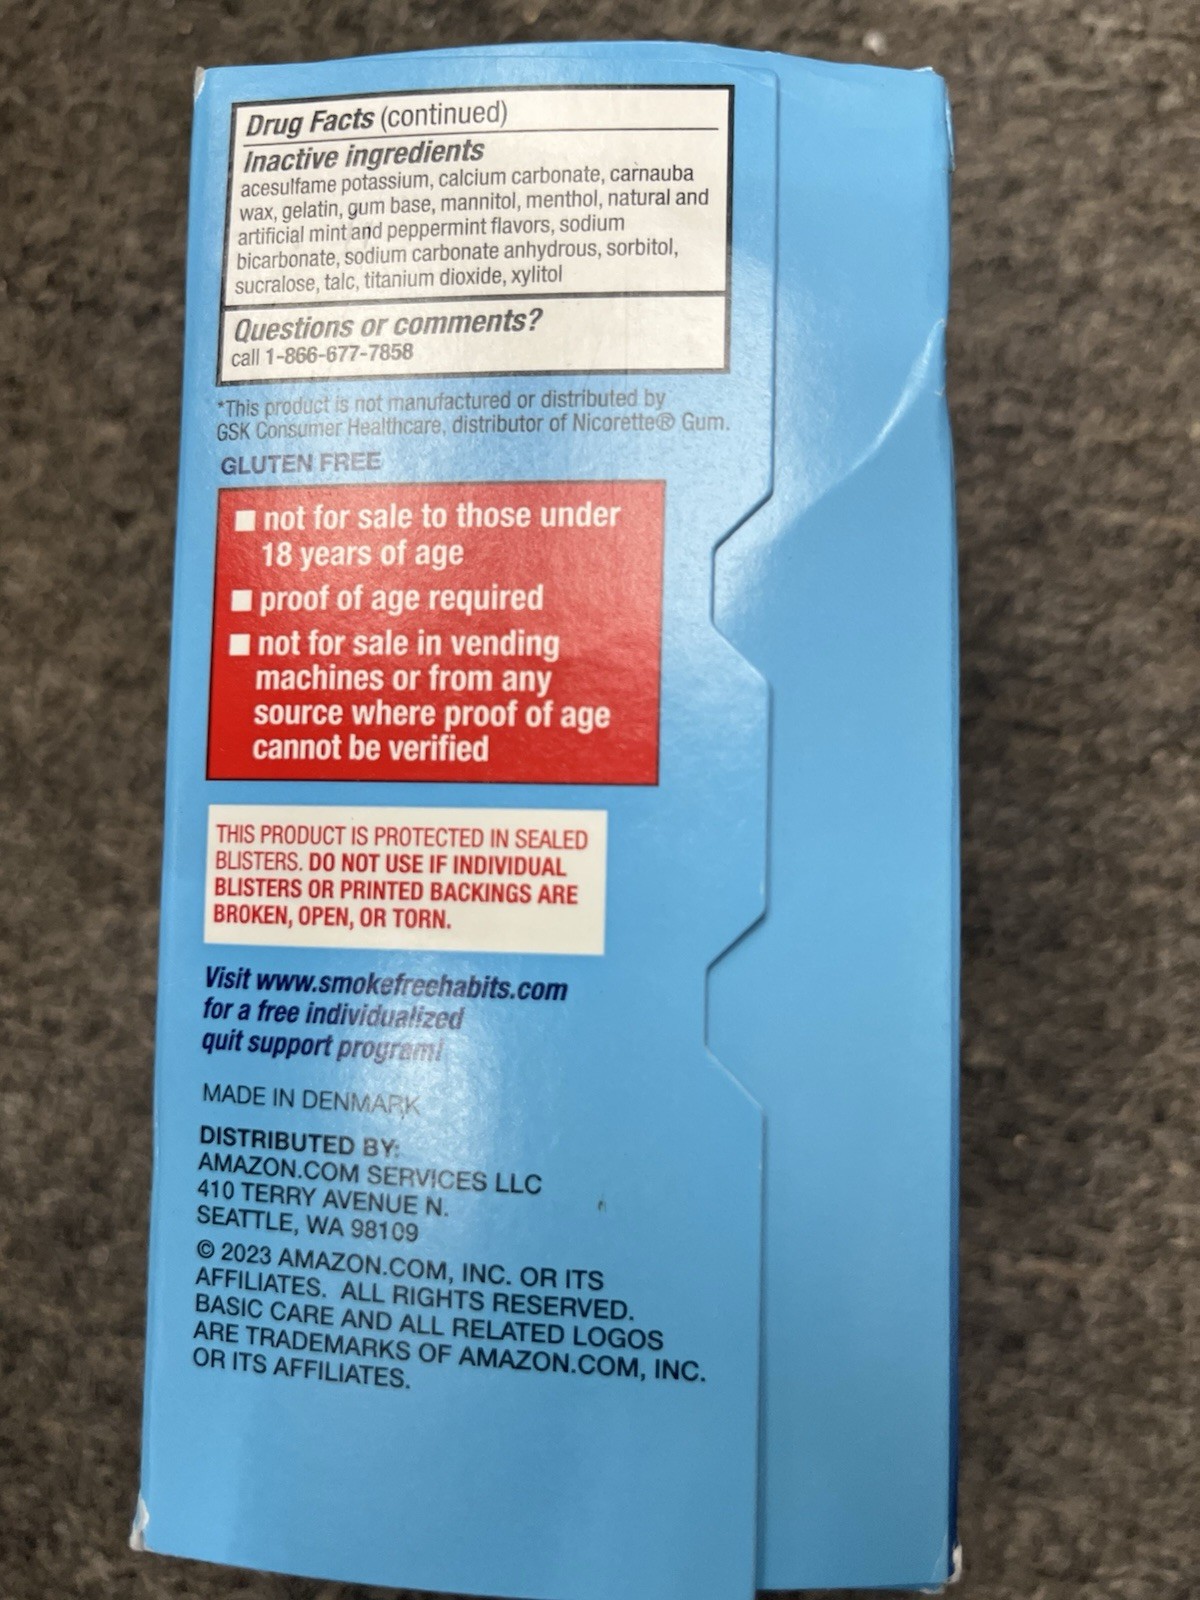 Drug Facts (continued)
Inactive ingredients
acesulfame potassium, calcium carbonate, carnauba
wax, gelatin, gum base, mannitol, menthol, natural and
artificial mint and peppermint flavors, sodium
bicarbonate, sodium carbonate anhydrous, sorbitol,
sucralose, talc, titanium dioxide, xylitol
Questions or comments?
call 1-866-677-7858
*This product is not manufactured or distributed by
GSK Consumer Healthcare, distributor of Nicorette® Gum.
GLUTEN FREE
■ not for sale to those under
18 years of age
■ proof of age required
■ not for sale in vending
machines or from any
source where proof of age
cannot be verified
THIS PRODUCT IS PROTECTED IN SEALED
BLISTERS. DO NOT USE IF INDIVIDUAL
BLISTERS OR PRINTED BACKINGS ARE
BROKEN, OPEN, OR TORN.
Visit www.smokefreehabits.com
for a free individualized
quit support program!
MADE IN DENMARK
DISTRIBUTED BY:
AMAZON.COM SERVICES LLC
410 TERRY AVENUE N.
SEATTLE, WA 98109
© 2023 AMAZON.COM, INC. OR ITS
AFFILIATES. ALL RIGHTS RESERVED.
BASIC CARE AND ALL RELATED LOGOS
ARE TRADEMARKS OF AMAZON.COM, INC.
OR ITS AFFILIATES.